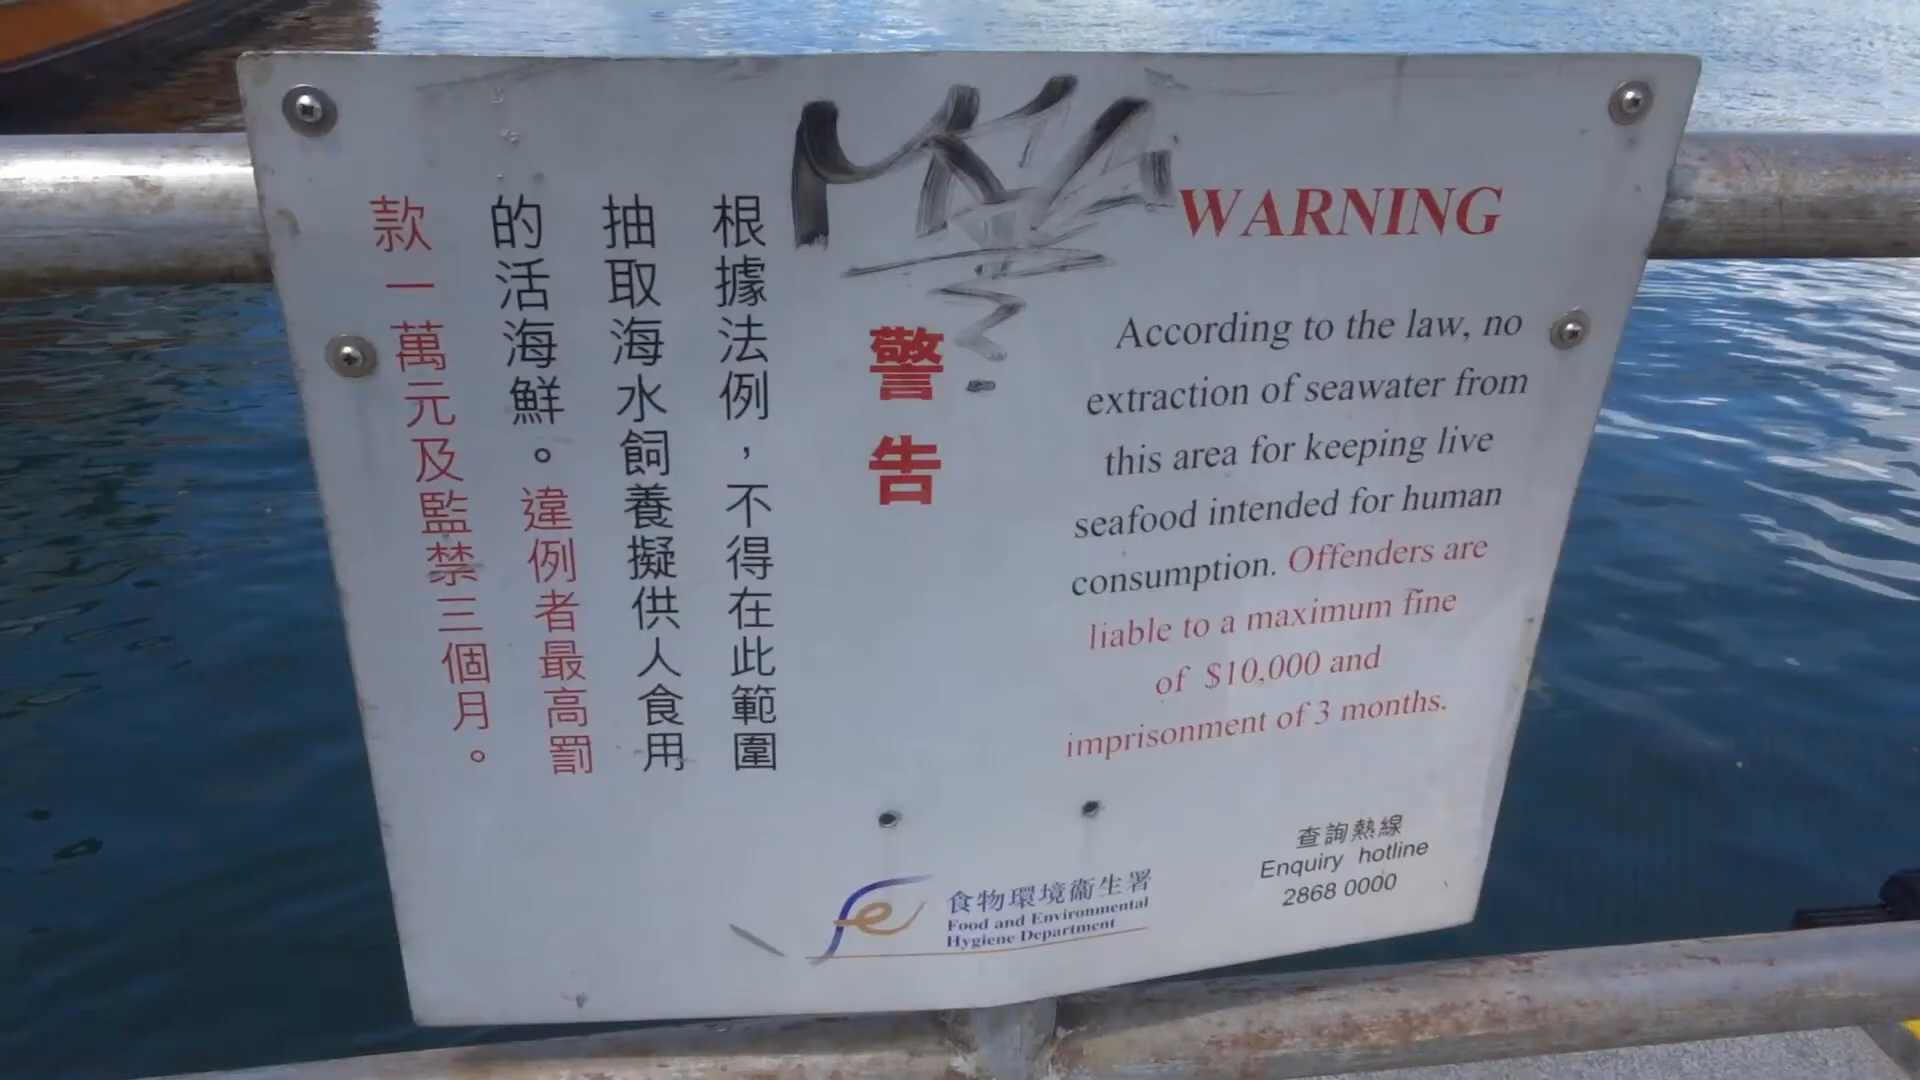 警告
根據法例，不得在此範圍
抽取海水飼養擬供人食用
的活海鮮。違例者最高罰
款一萬元及監禁三個月。
WARNING
According to the law, no
extraction of seawater from
this area for keeping live
seafood intended for human
consumption. Offenders are
liable to a maximum fine
of $10,000 and
imprisonment of 3 months.
食物環境衞生署
Food and Environmental
Hygiene Department
查詢熱線
Enquiry hotline
2868 0000